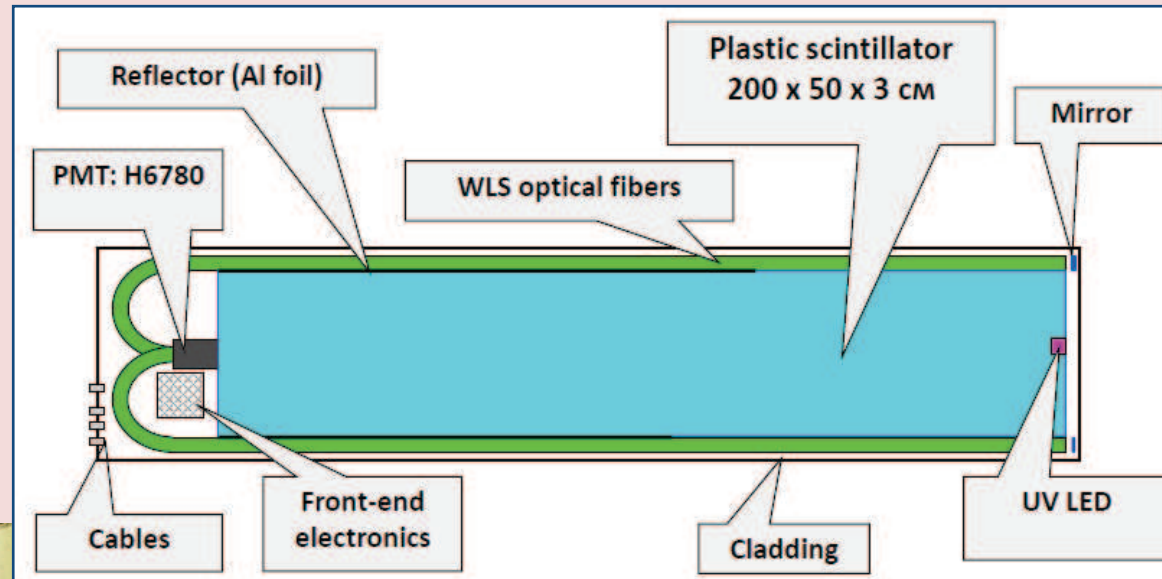 Reflector (Al foil)
Plastic scintillator
200 x 50 x 3 см
Mirror
PMT: H6780
WLS optical fibers
Cables
Front-end
electronics
Cladding
UV LED